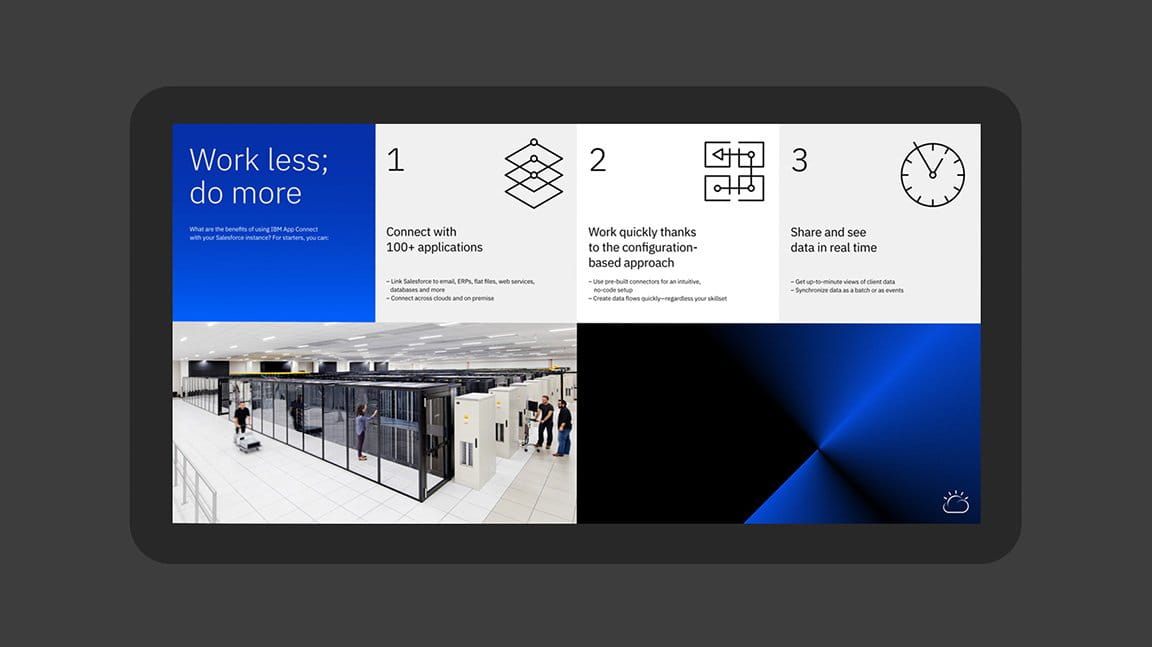 Work less;
do more
What are the benefits of using IBM App Connect
with your Salesforce instance? For starters, you can:
1
Connect with
100+ applications
– Link Salesforce to email, ERPs, flat files, web services,
databases and more
– Connect across clouds and on premise
2
Work quickly thanks
to the configuration-
based approach
– Use pre-built connectors for an intuitive,
no-code setup
– Create data flows quickly—regardless your skillset
3
Share and see
data in real time
– Get up-to-minute views of client data
– Synchronize data as a batch or as events